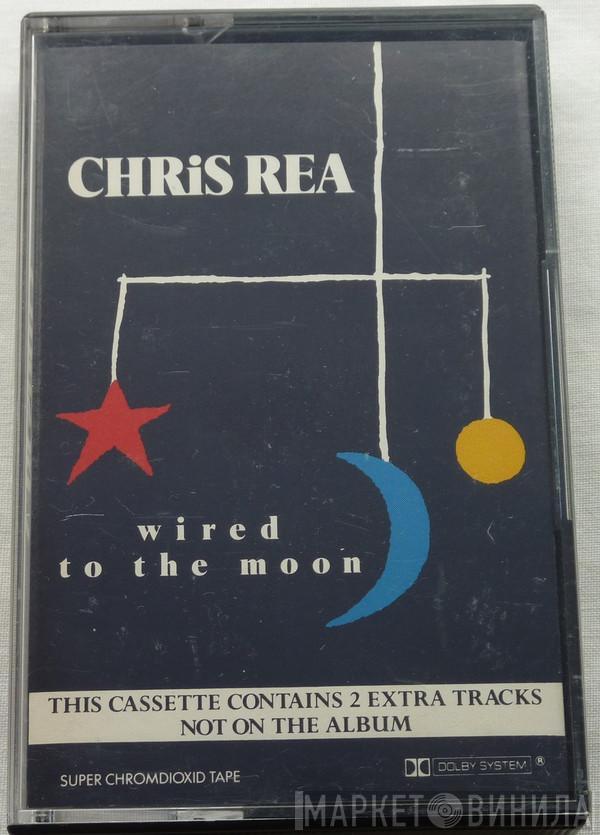 CHRiS REA
wired
to the moon
THIS CASSETTE CONTAINS 2 EXTRA TRACKS
NOT ON THE ALBUM
SUPER CHROMDIOXID TAPE
DOLBY SYSTEM ®
МАРКЕТ ВИНИЛА